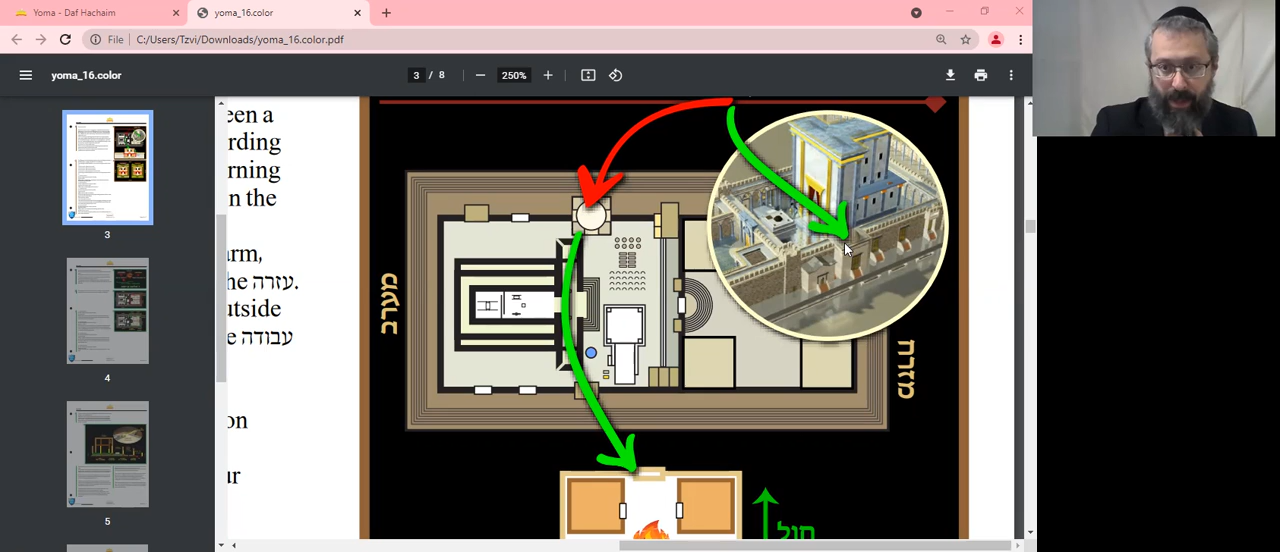 Yoma - Daf Hachaim
yoma_16.color
File
C:/Users/Tzvi/Downloads/yoma_16.color.pdf
yoma_16.color
3 / 8
250%
3
4
5
een a
rding
rning
n the
arm,
he עזרה.
utside
e עבודה
on
ur
מערב
מזרח
חול